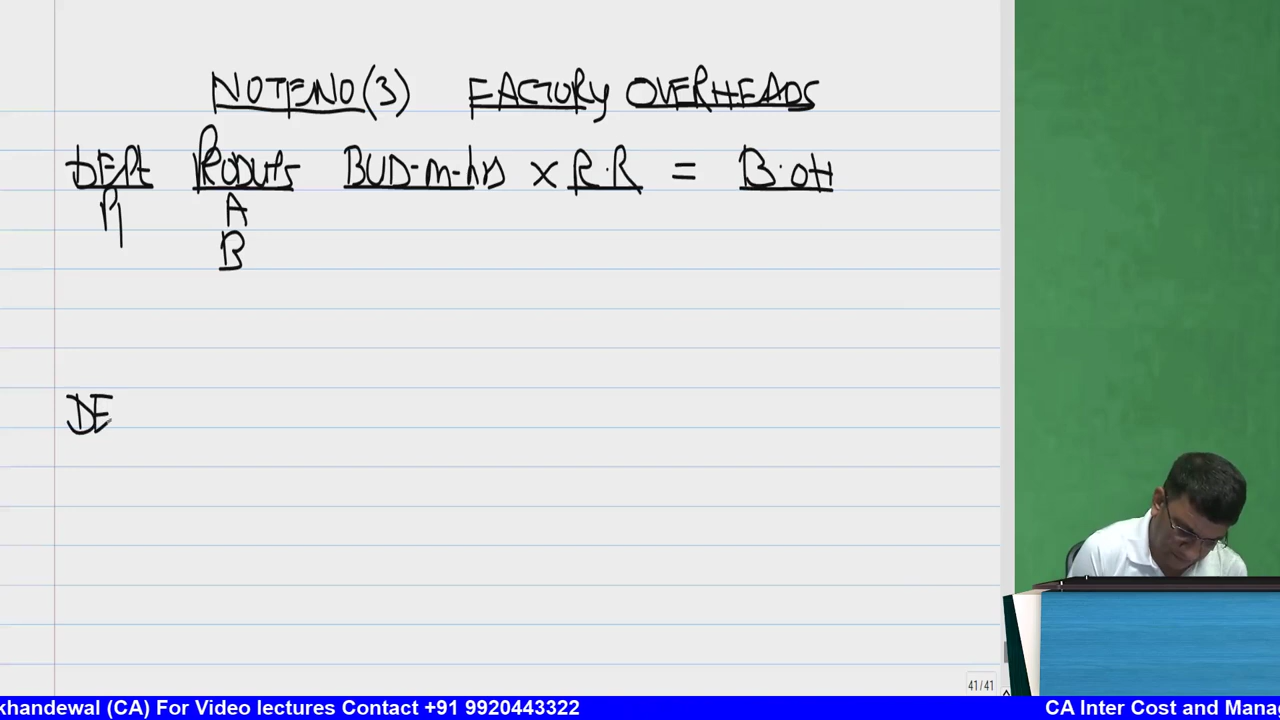 NOTE NO (3) FACTORY OVERHEADS
DEPt PRODUCTS BUD-m-hrs × R.R = B.OH
P1 A
B
DE
41/41
khandewal (CA) For Video lectures Contact +91 9920443322 CA Inter Cost and Manag